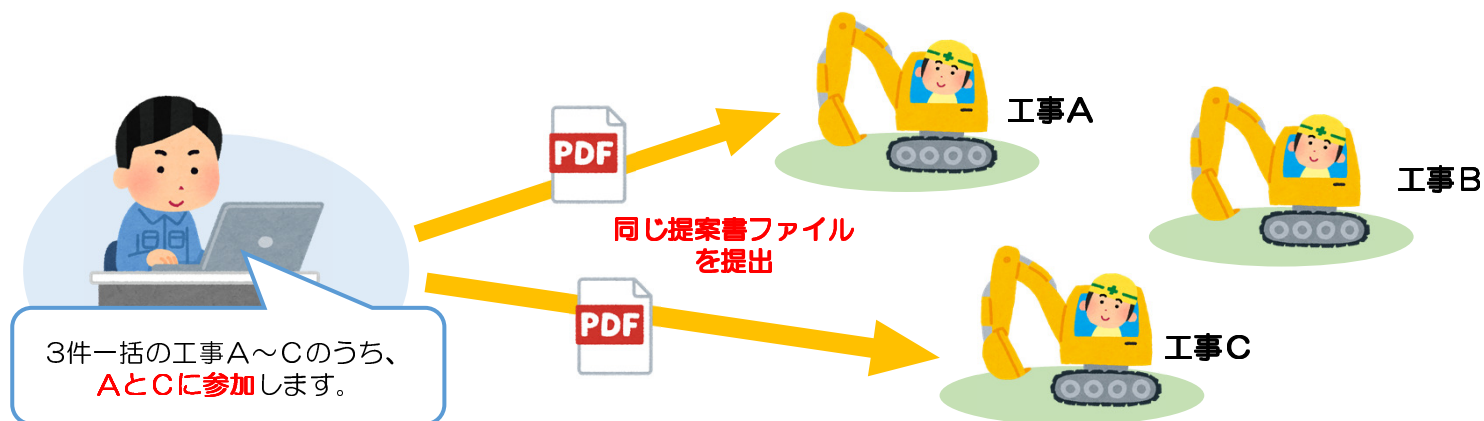 工事A
工事B
PDF
同じ提案書ファイル
を提出
PDF
工事C
3件一括の工事A～Cのうち、
AとCに参加します。